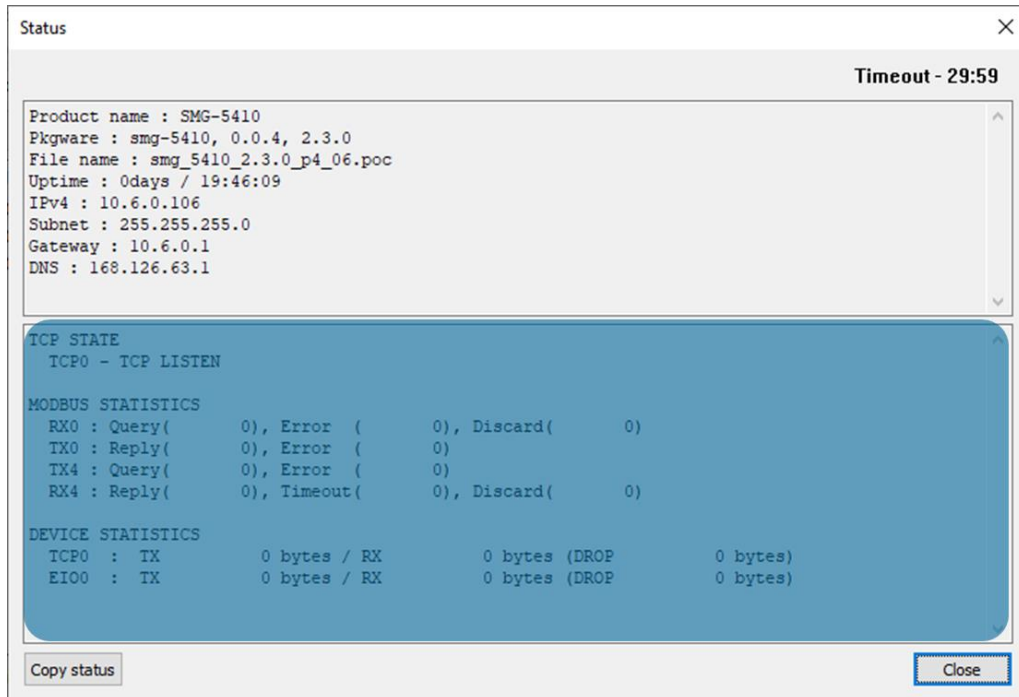 Status
Timeout - 29:59
Product name : SMG-5410
Pkgware : smg-5410, 0.0.4, 2.3.0
File name : smg_5410_2.3.0_p4_06.poc
Uptime : 0days / 19:46:09
IPv4 : 10.6.0.106
Subnet : 255.255.255.0
Gateway : 10.6.0.1
DNS : 168.126.63.1
TCP STATE
TCP0 - TCP LISTEN
MODBUS STATISTICS
RX0 : Query(       0), Error  (       0), Discard(       0)
TX0 : Reply(       0), Error  (       0)
TX4 : Query(       0), Error  (       0)
RX4 : Reply(       0), Timeout(       0), Discard(       0)
DEVICE STATISTICS
TCP0  :  TX          0 bytes / RX          0 bytes (DROP          0 bytes)
EIO0  :  TX          0 bytes / RX          0 bytes (DROP          0 bytes)
Copy status
Close